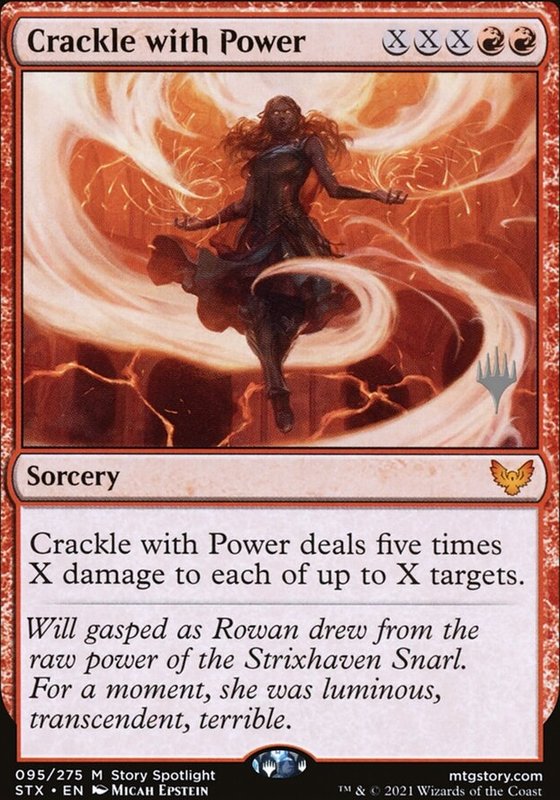 Crackle with Power XXX
Sorcery
Crackle with Power deals five times
X damage to each of up to X targets.
Will gasped as Rowan drew from the
raw power of the Strixhaven Snarl.
For a moment, she was luminous,
transcendent, terrible.
095/275 M Story Spotlight mtgstory.com
STX • EN Micah Epstein ™ & © 2021 Wizards of the Coast